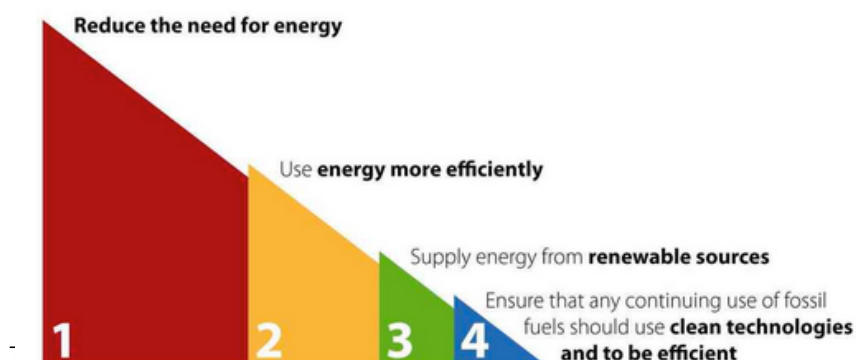 Reduce the need for energy
Use energy more efficiently
Supply energy from renewable sources
Ensure that any continuing use of fossil
fuels should use clean technologies
and to be efficient
- 1 2 3 4